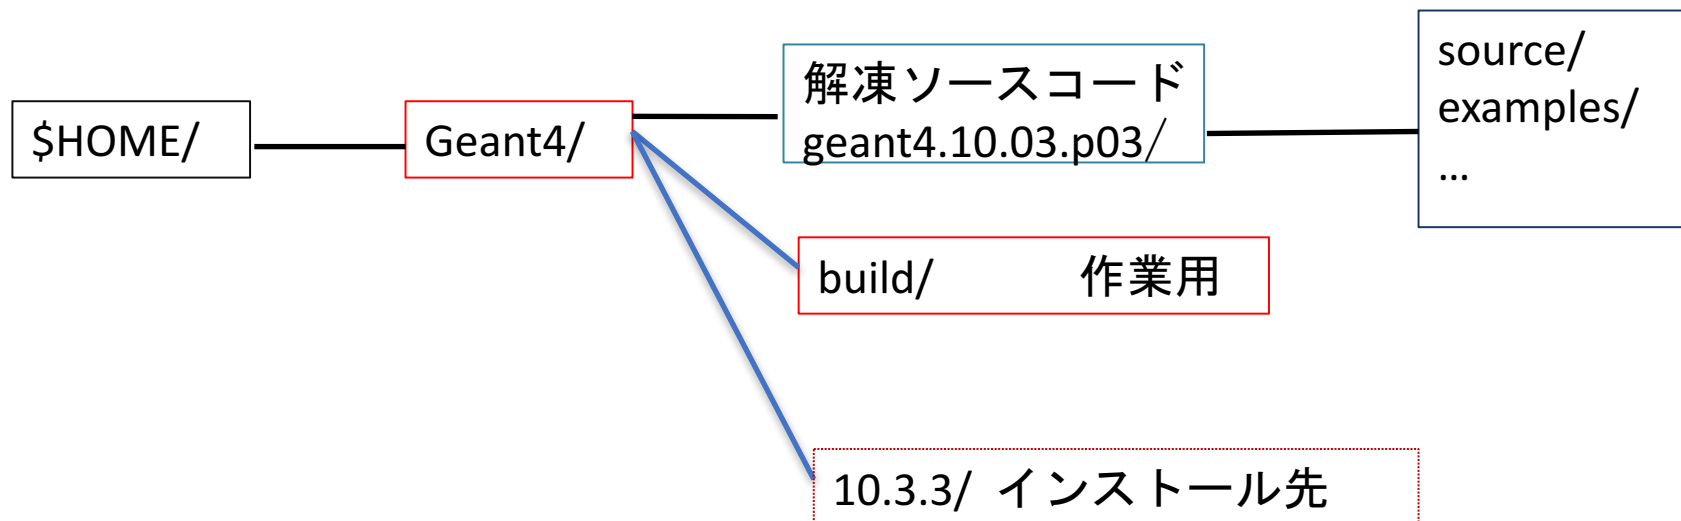 $HOME/
Geant4/
解凍ソースコード
geant4.10.03.p03/
source/
examples/
...
build/ 作業用
10.3.3/ インストール先